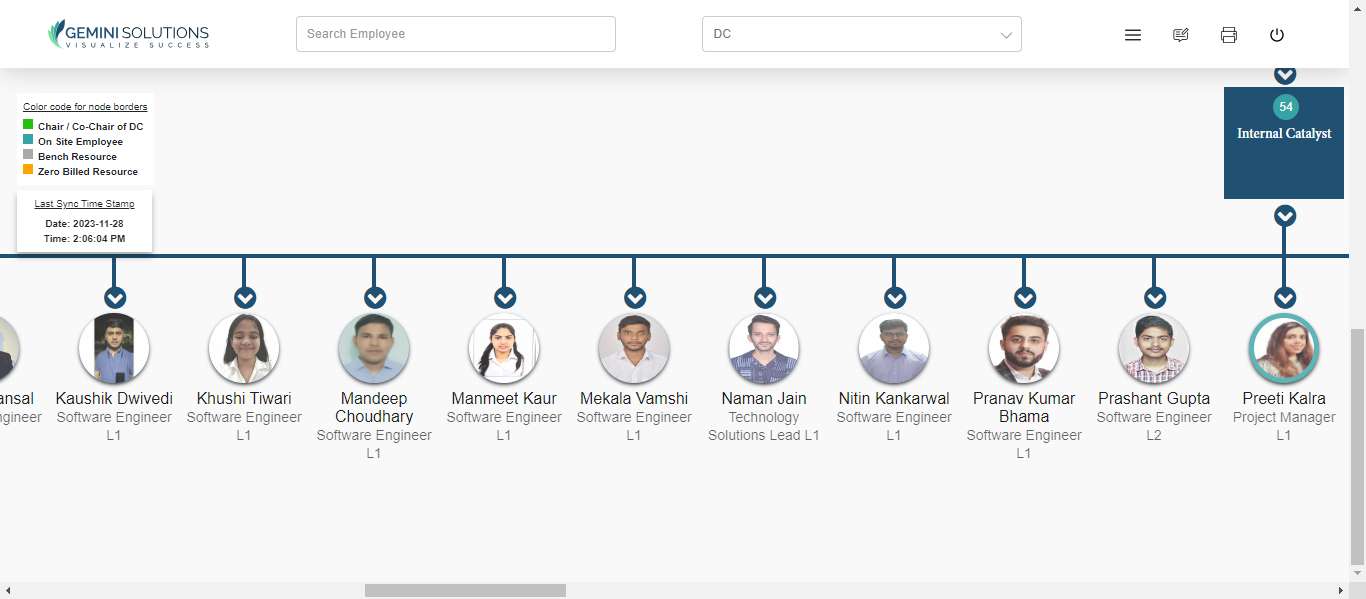 GEMINI SOLUTIONS
VISUALIZE SUCCESS
Search Employee
DC
Color code for node borders
Chair / Co-Chair of DC
On Site Employee
Bench Resource
Zero Billed Resource
Last Sync Time Stamp
Date: 2023-11-28
Time: 2:06:04 PM
54
Internal Catalyst
ansal
ngineer
Kaushik Dwivedi
Software Engineer
L1
Khushi Tiwari
Software Engineer
L1
Mandeep
Choudhary
Software Engineer
L1
Manmeet Kaur
Software Engineer
L1
Mekala Vamshi
Software Engineer
L1
Naman Jain
Technology
Solutions Lead L1
Nitin Kankarwal
Software Engineer
L1
Pranav Kumar
Bhama
Software Engineer
L1
Prashant Gupta
Software Engineer
L2
Preeti Kalra
Project Manager
L1